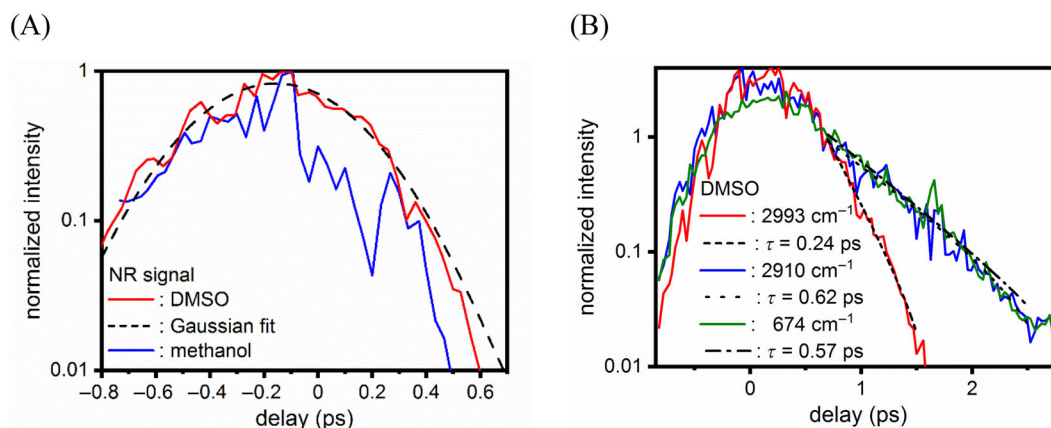 (A)
normalized intensity
1
0.1
0.01
NR signal
: DMSO
: Gaussian fit
: methanol
–0.8 –0.6 –0.4 –0.2 0 0.2 0.4 0.6
delay (ps)
(B)
normalized intensity
1
0.1
0.01
DMSO
: 2993 cm⁻¹
: τ = 0.24 ps
: 2910 cm⁻¹
: τ = 0.62 ps
: 674 cm⁻¹
: τ = 0.57 ps
0 1 2
delay (ps)